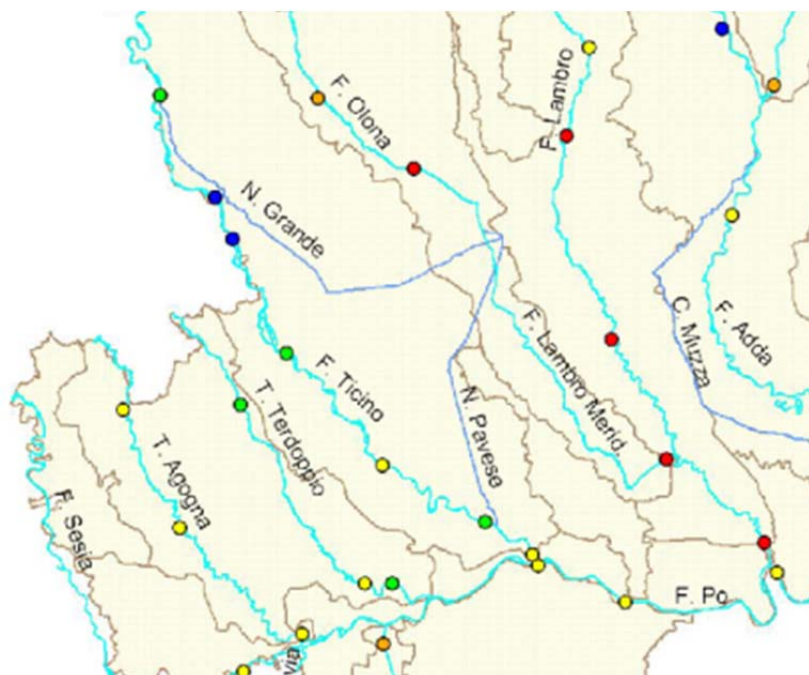 F. Olona
F. Lambro
N. Grande
F. Adda
C. Muzza
F. Lambro Merid.
F. Ticino
T. Terdoppio
N. Pavese
T. Agogna
F. Sesia
F. Po